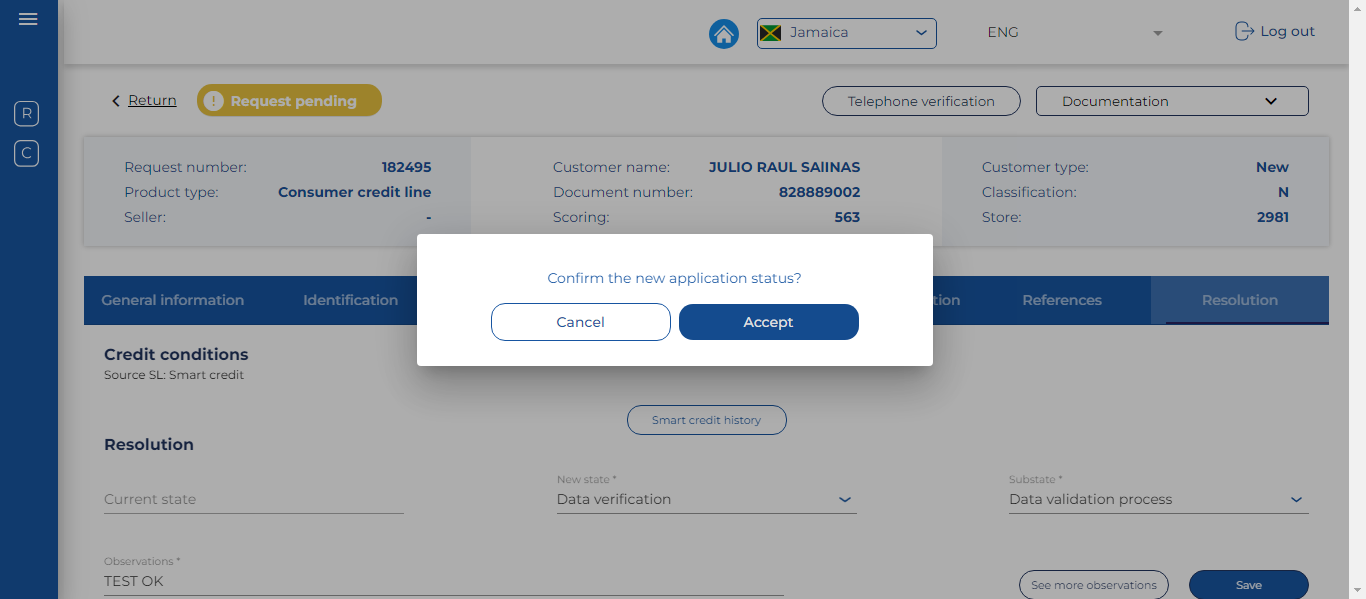 Jamaica
ENG
Log out
R
C
Return
! Request pending
Telephone verification
Documentation
Request number: 182495
Product type: Consumer credit line
Seller: -
Customer name: JULIO RAUL SAlINAS
Document number: 828889002
Scoring: 563
Customer type: New
Classification: N
Store: 2981
Confirm the new application status?
Cancel
Accept
General information
Identification
tion
References
Resolution
Credit conditions
Source SL: Smart credit
Smart credit history
Resolution
Current state
New state *
Data verification
Substate *
Data validation process
Observations *
TEST OK
See more observations
Save